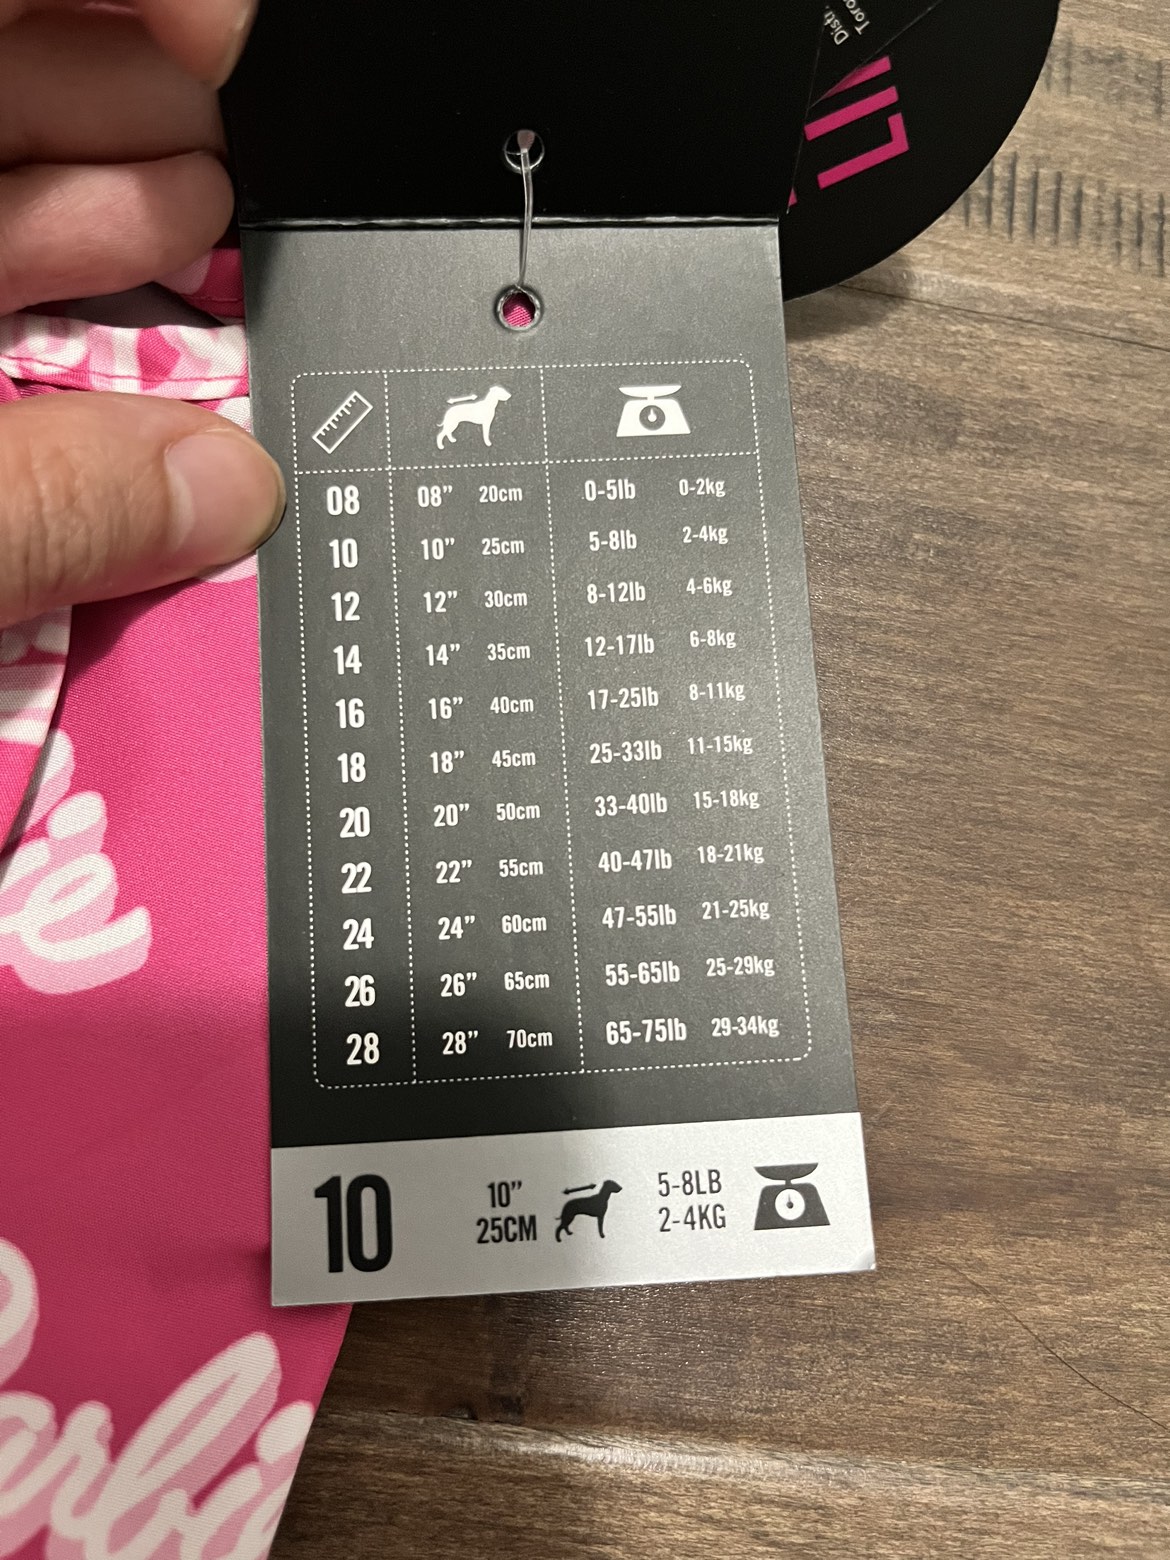 Distr
Toro
08 08” 20cm 0-5lb 0-2kg
10 10” 25cm 5-8lb 2-4kg
12 12” 30cm 8-12lb 4-6kg
14 14” 35cm 12-17lb 6-8kg
16 16” 40cm 17-25lb 8-11kg
18 18” 45cm 25-33lb 11-15kg
20 20” 50cm 33-40lb 15-18kg
22 22” 55cm 40-47lb 18-21kg
24 24” 60cm 47-55lb 21-25kg
26 26” 65cm 55-65lb 25-29kg
28 28” 70cm 65-75lb 29-34kg
10 10” 5-8LB
25CM 2-4KG
ie
arbie